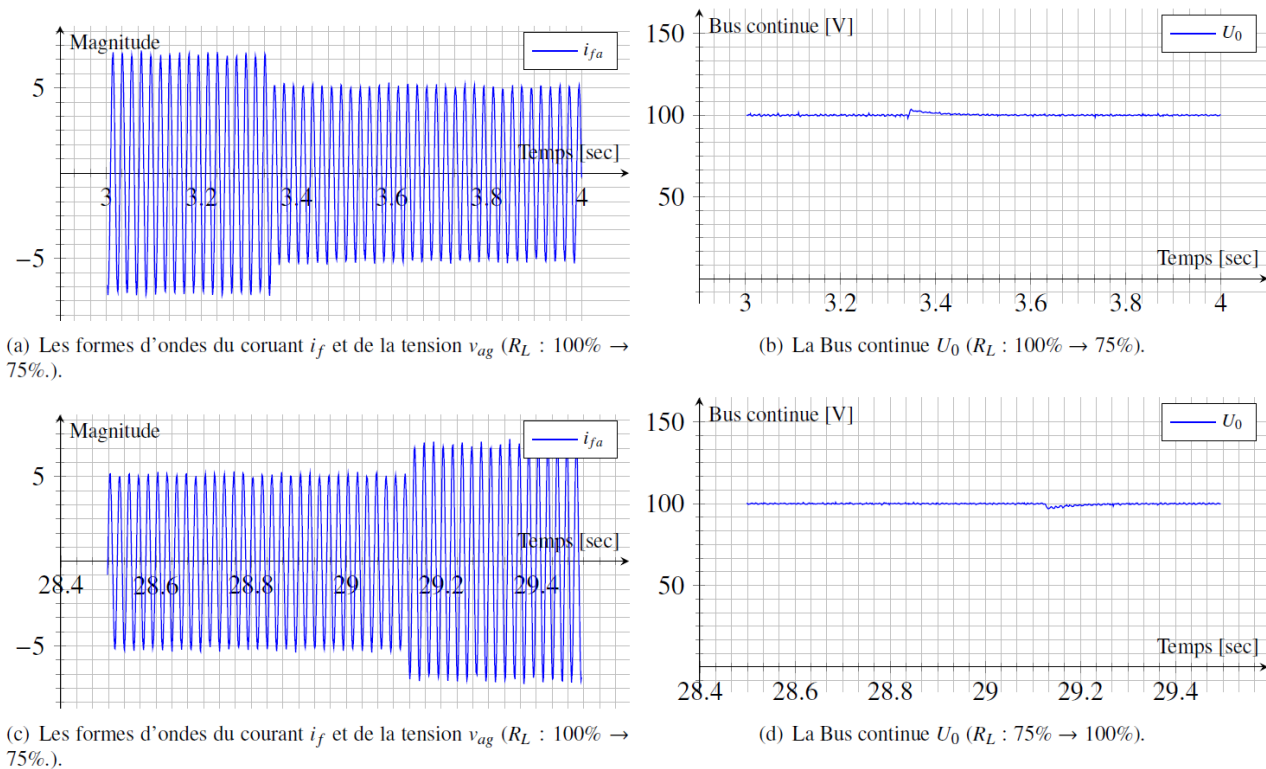 Magnitude
i_fa
5
Temps [sec]
3 3.2 3.4 3.6 3.8 4
−5
(a) Les formes d'ondes du coruant i_f et de la tension v_ag (R_L : 100% →
75%.).
Bus continue [V]
U_0
150
100
50
Temps [sec]
3 3.2 3.4 3.6 3.8 4
(b) La Bus continue U_0 (R_L : 100% → 75%).
Magnitude
i_fa
5
Temps [sec]
28.4 28.6 28.8 29 29.2 29.4
−5
(c) Les formes d'ondes du courant i_f et de la tension v_ag (R_L : 100% →
75%.).
Bus continue [V]
U_0
150
100
50
Temps [sec]
28.4 28.6 28.8 29 29.2 29.4
(d) La Bus continue U_0 (R_L : 75% → 100%).